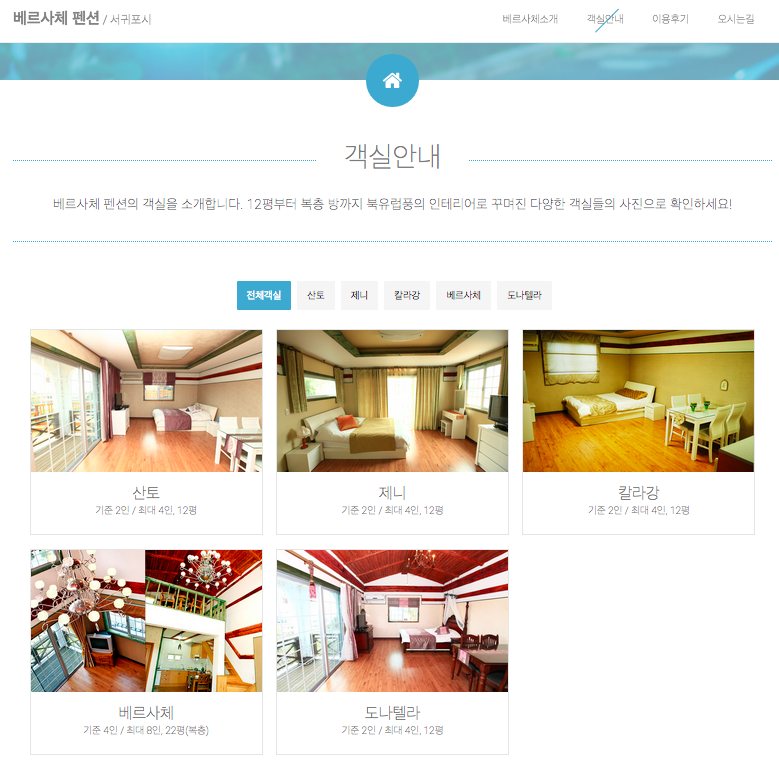 베르사체 펜션 / 서귀포시
베르사체소개 객실안내 이용후기 오시는길
객실안내
베르사체 펜션의 객실을 소개합니다. 12평부터 복층 방까지 북유럽풍의 인테리어로 꾸며진 다양한 객실들의 사진으로 확인하세요!
전체객실 산토 제니 칼라강 베르사체 도나텔라
산토
기준 2인 / 최대 4인, 12평
제니
기준 2인 / 최대 4인, 12평
칼라강
기준 2인 / 최대 4인, 12평
베르사체
기준 4인 / 최대 8인, 22평(복층)
도나텔라
기준 2인 / 최대 4인, 12평